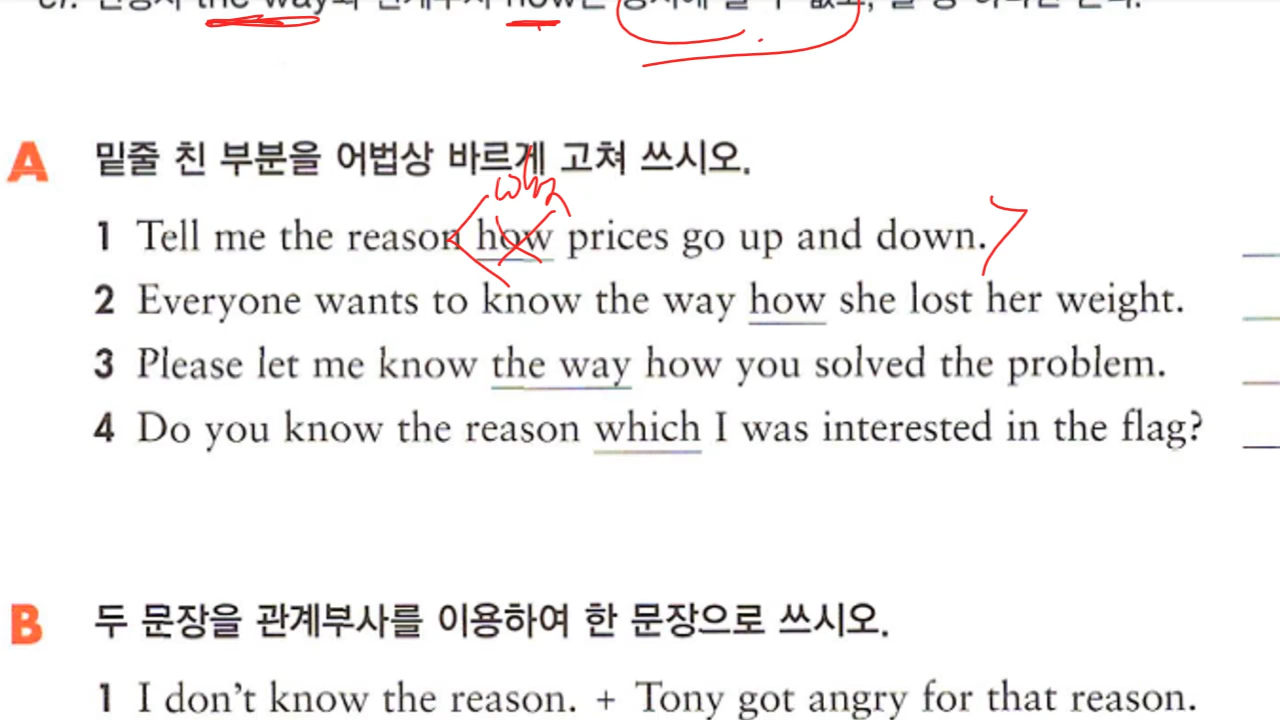 the way how
A 밑줄 친 부분을 어법상 바르게 고쳐 쓰시오.
why
1 Tell me the reason how prices go up and down.
2 Everyone wants to know the way how she lost her weight.
3 Please let me know the way how you solved the problem.
4 Do you know the reason which I was interested in the flag?
B 두 문장을 관계부사를 이용하여 한 문장으로 쓰시오.
1 I don't know the reason. + Tony got angry for that reason.